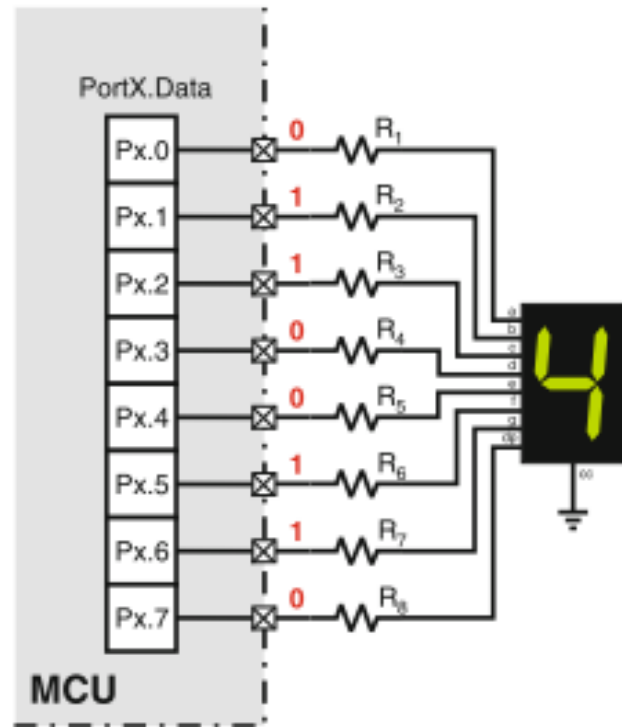 PortX.Data
Px.0 0 R1 a
Px.1 1 R2 b
Px.2 1 R3 c
Px.3 0 R4 d
Px.4 0 R5 e
Px.5 1 R6 f
Px.6 1 R7 g
Px.7 0 R8 dp
4
cc
MCU